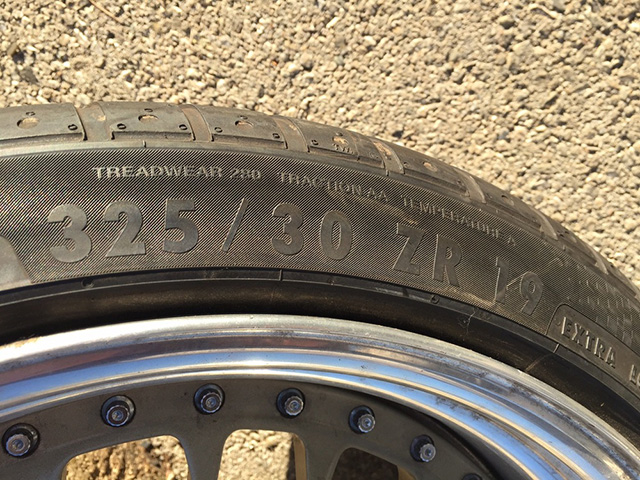 TREADWEAR 280 TRACTION AA TEMPERATURE A
325/30 ZR 19
EXTRA